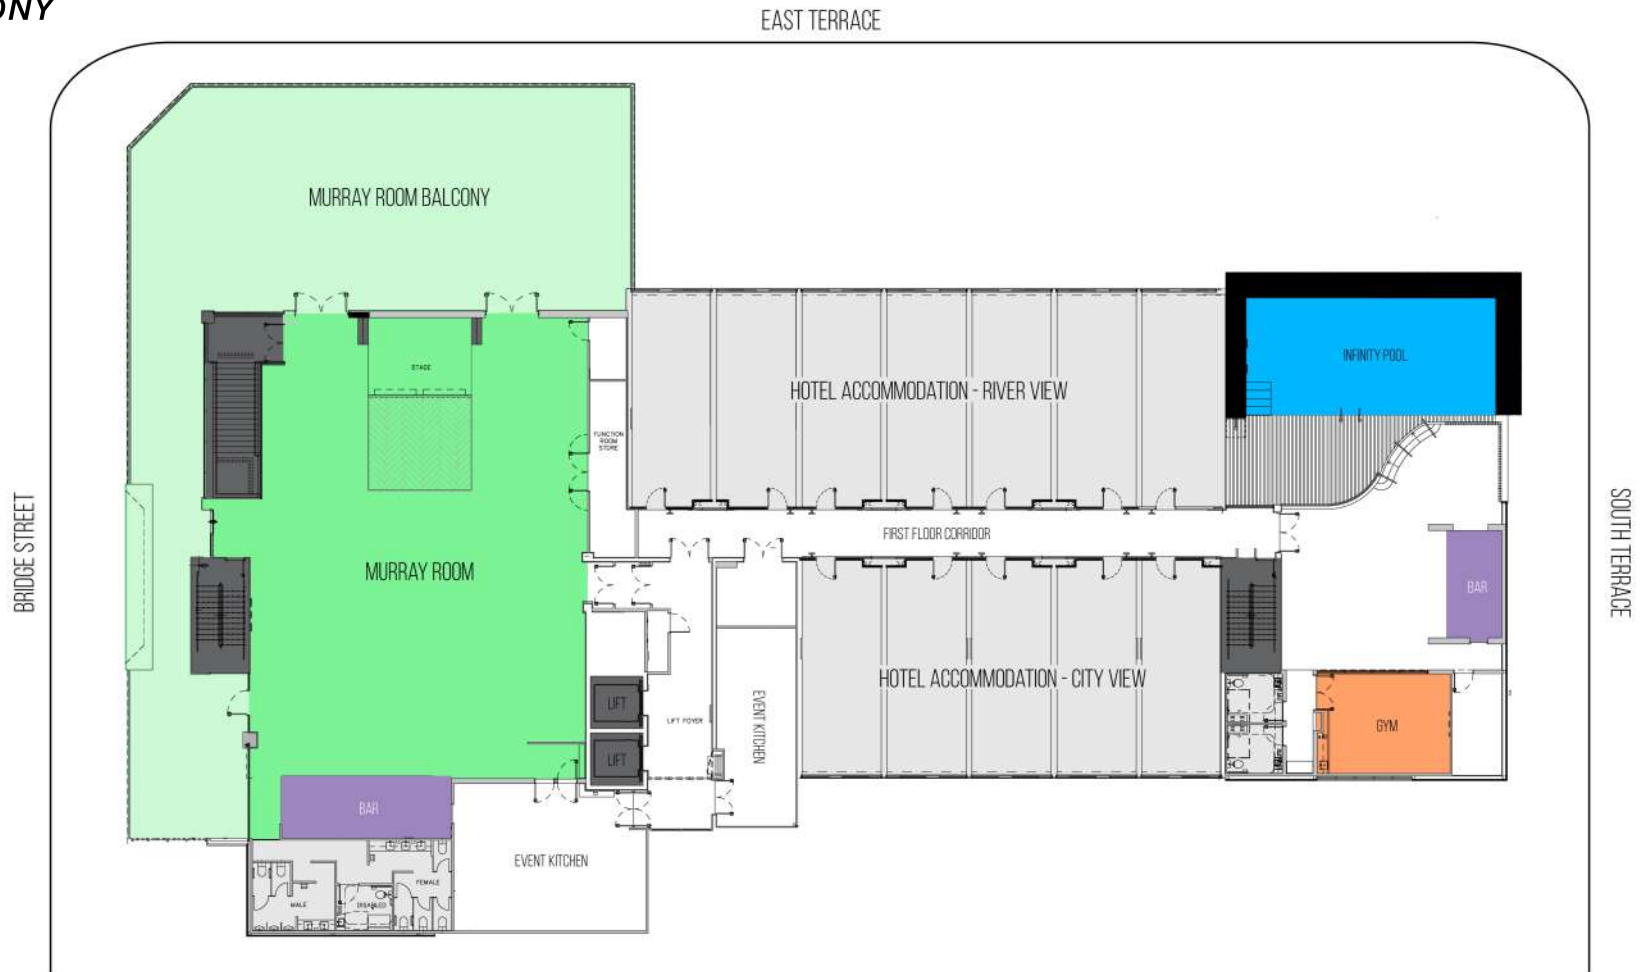 ONY
EAST TERRACE
MURRAY ROOM BALCONY
INFINITY POOL
STAGE
HOTEL ACCOMMODATION - RIVER VIEW
FUNCTION
ROOM
STORE
BRIDGE STREET
FIRST FLOOR CORRIDOR
SOUTH TERRACE
MURRAY ROOM
BAR
HOTEL ACCOMMODATION - CITY VIEW
LIFT
LIFT FOYER
EVENT KITCHEN
GYM
LIFT
BAR
EVENT KITCHEN
FEMALE
MALE
DISABLED